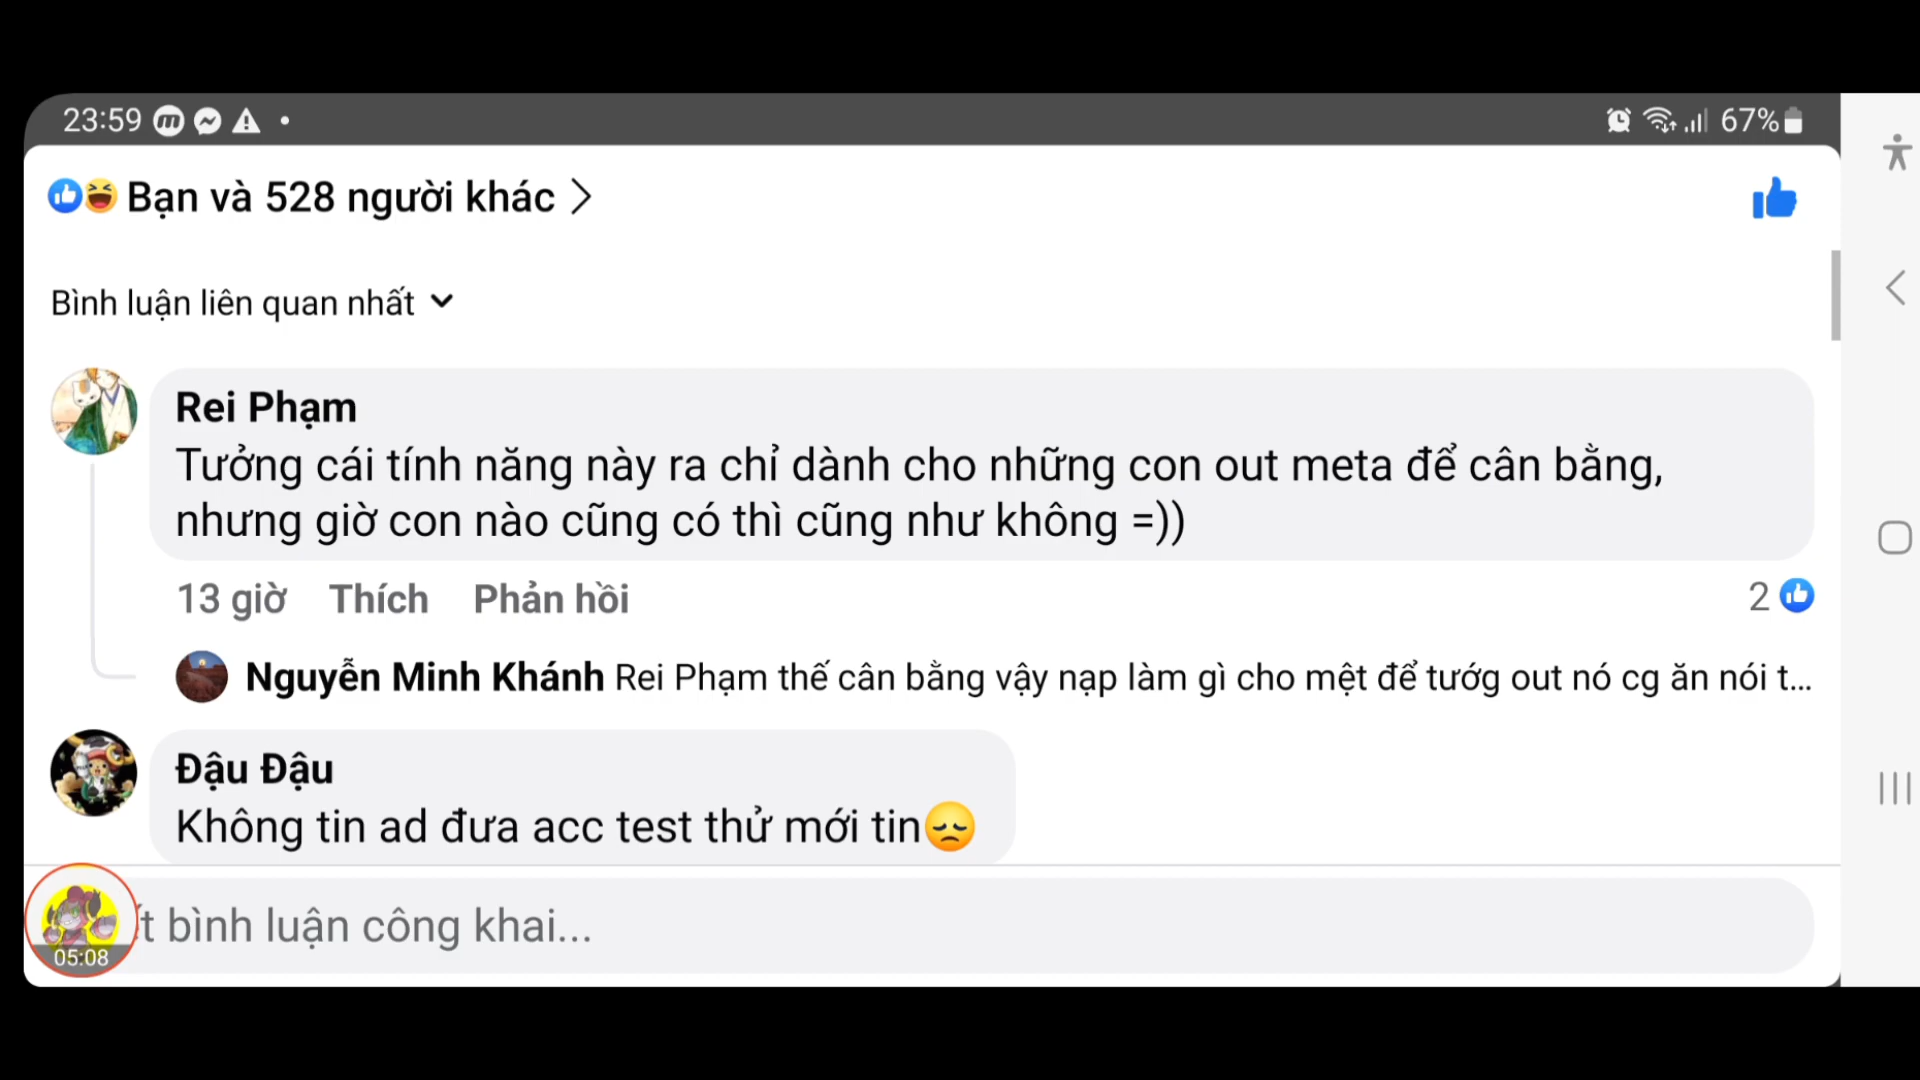 23:59
67%
Bạn và 528 người khác
Bình luận liên quan nhất
Rei Phạm
Tưởng cái tính năng này ra chỉ dành cho những con out meta để cân bằng,
nhưng giờ con nào cũng có thì cũng như không =))
13 giờ Thích Phản hồi
2
Nguyễn Minh Khánh Rei Phạm thế cân bằng vậy nạp làm gì cho mệt để tướg out nó cg ăn nói t...
Đậu Đậu
Không tin ad đưa acc test thử mới tin😞
t bình luận công khai...
05:08